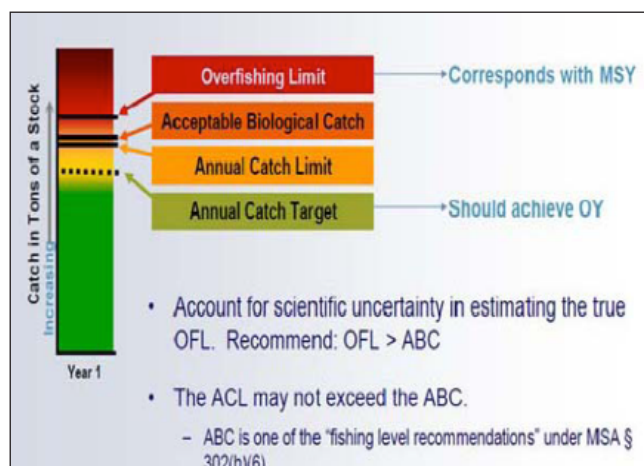 Overfishing Limit
Corresponds with MSY
Acceptable Biological Catch
Annual Catch Limit
Annual Catch Target
Should achieve OY
Catch in Tons of a Stock
Increasing
Year 1
• Account for scientific uncertainty in estimating the true
OFL. Recommend: OFL > ABC
• The ACL may not exceed the ABC.
– ABC is one of the "fishing level recommendations" under MSA §
302(h)(6)